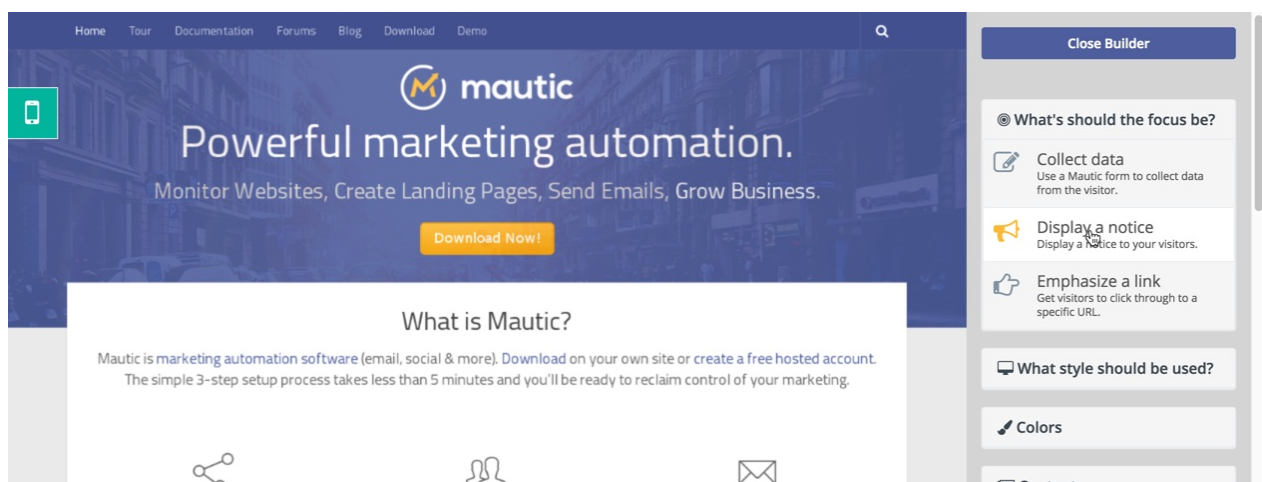 Home Tour Documentation Forums Blog Download Demo
mautic
Powerful marketing automation.
Monitor Websites, Create Landing Pages, Send Emails, Grow Business.
Download Now!
What is Mautic?
Mautic is marketing automation software (email, social & more). Download on your own site or create a free hosted account.
The simple 3-step setup process takes less than 5 minutes and you'll be ready to reclaim control of your marketing.
Close Builder
What's should the focus be?
Collect data
Use a Mautic form to collect data
from the visitor.
Display a notice
Display a notice to your visitors.
Emphasize a link
Get visitors to click through to a
specific URL.
What style should be used?
Colors